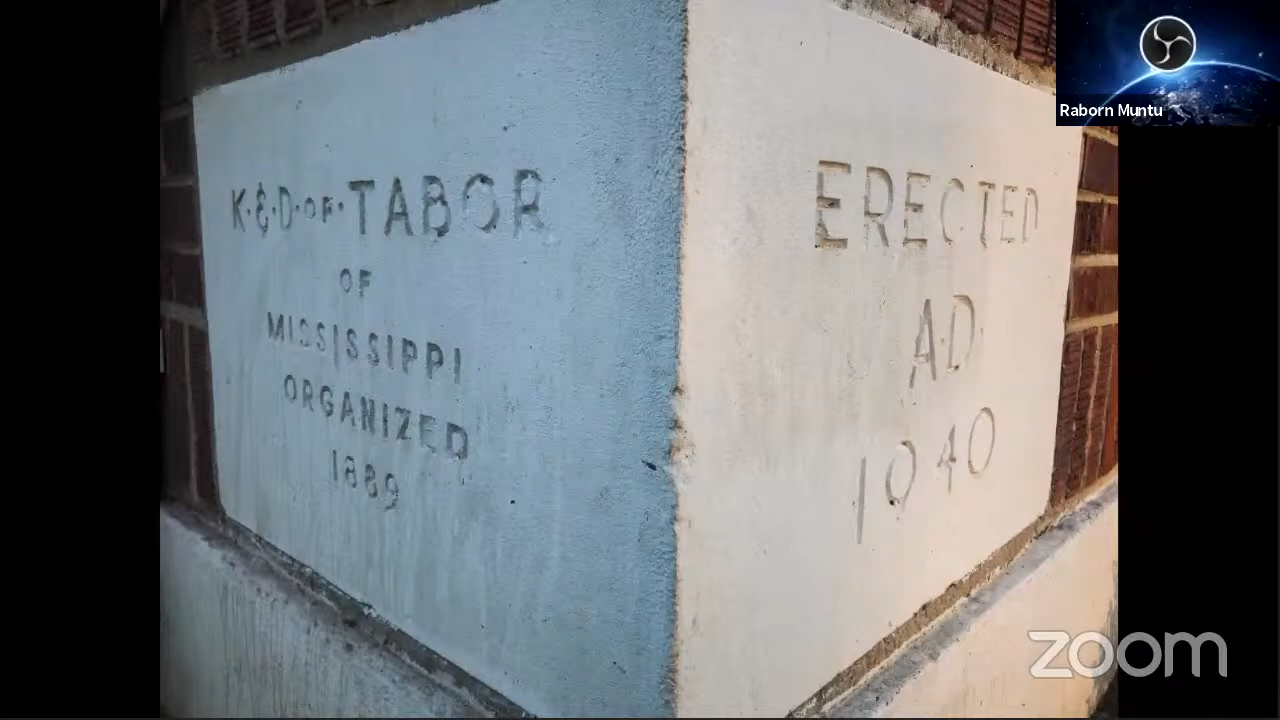 K·&·D·OF·TABOR
OF
MISSISSIPPI
ORGANIZED
1889
ERECTED
A.D.
1940
Raborn Muntu
zoom